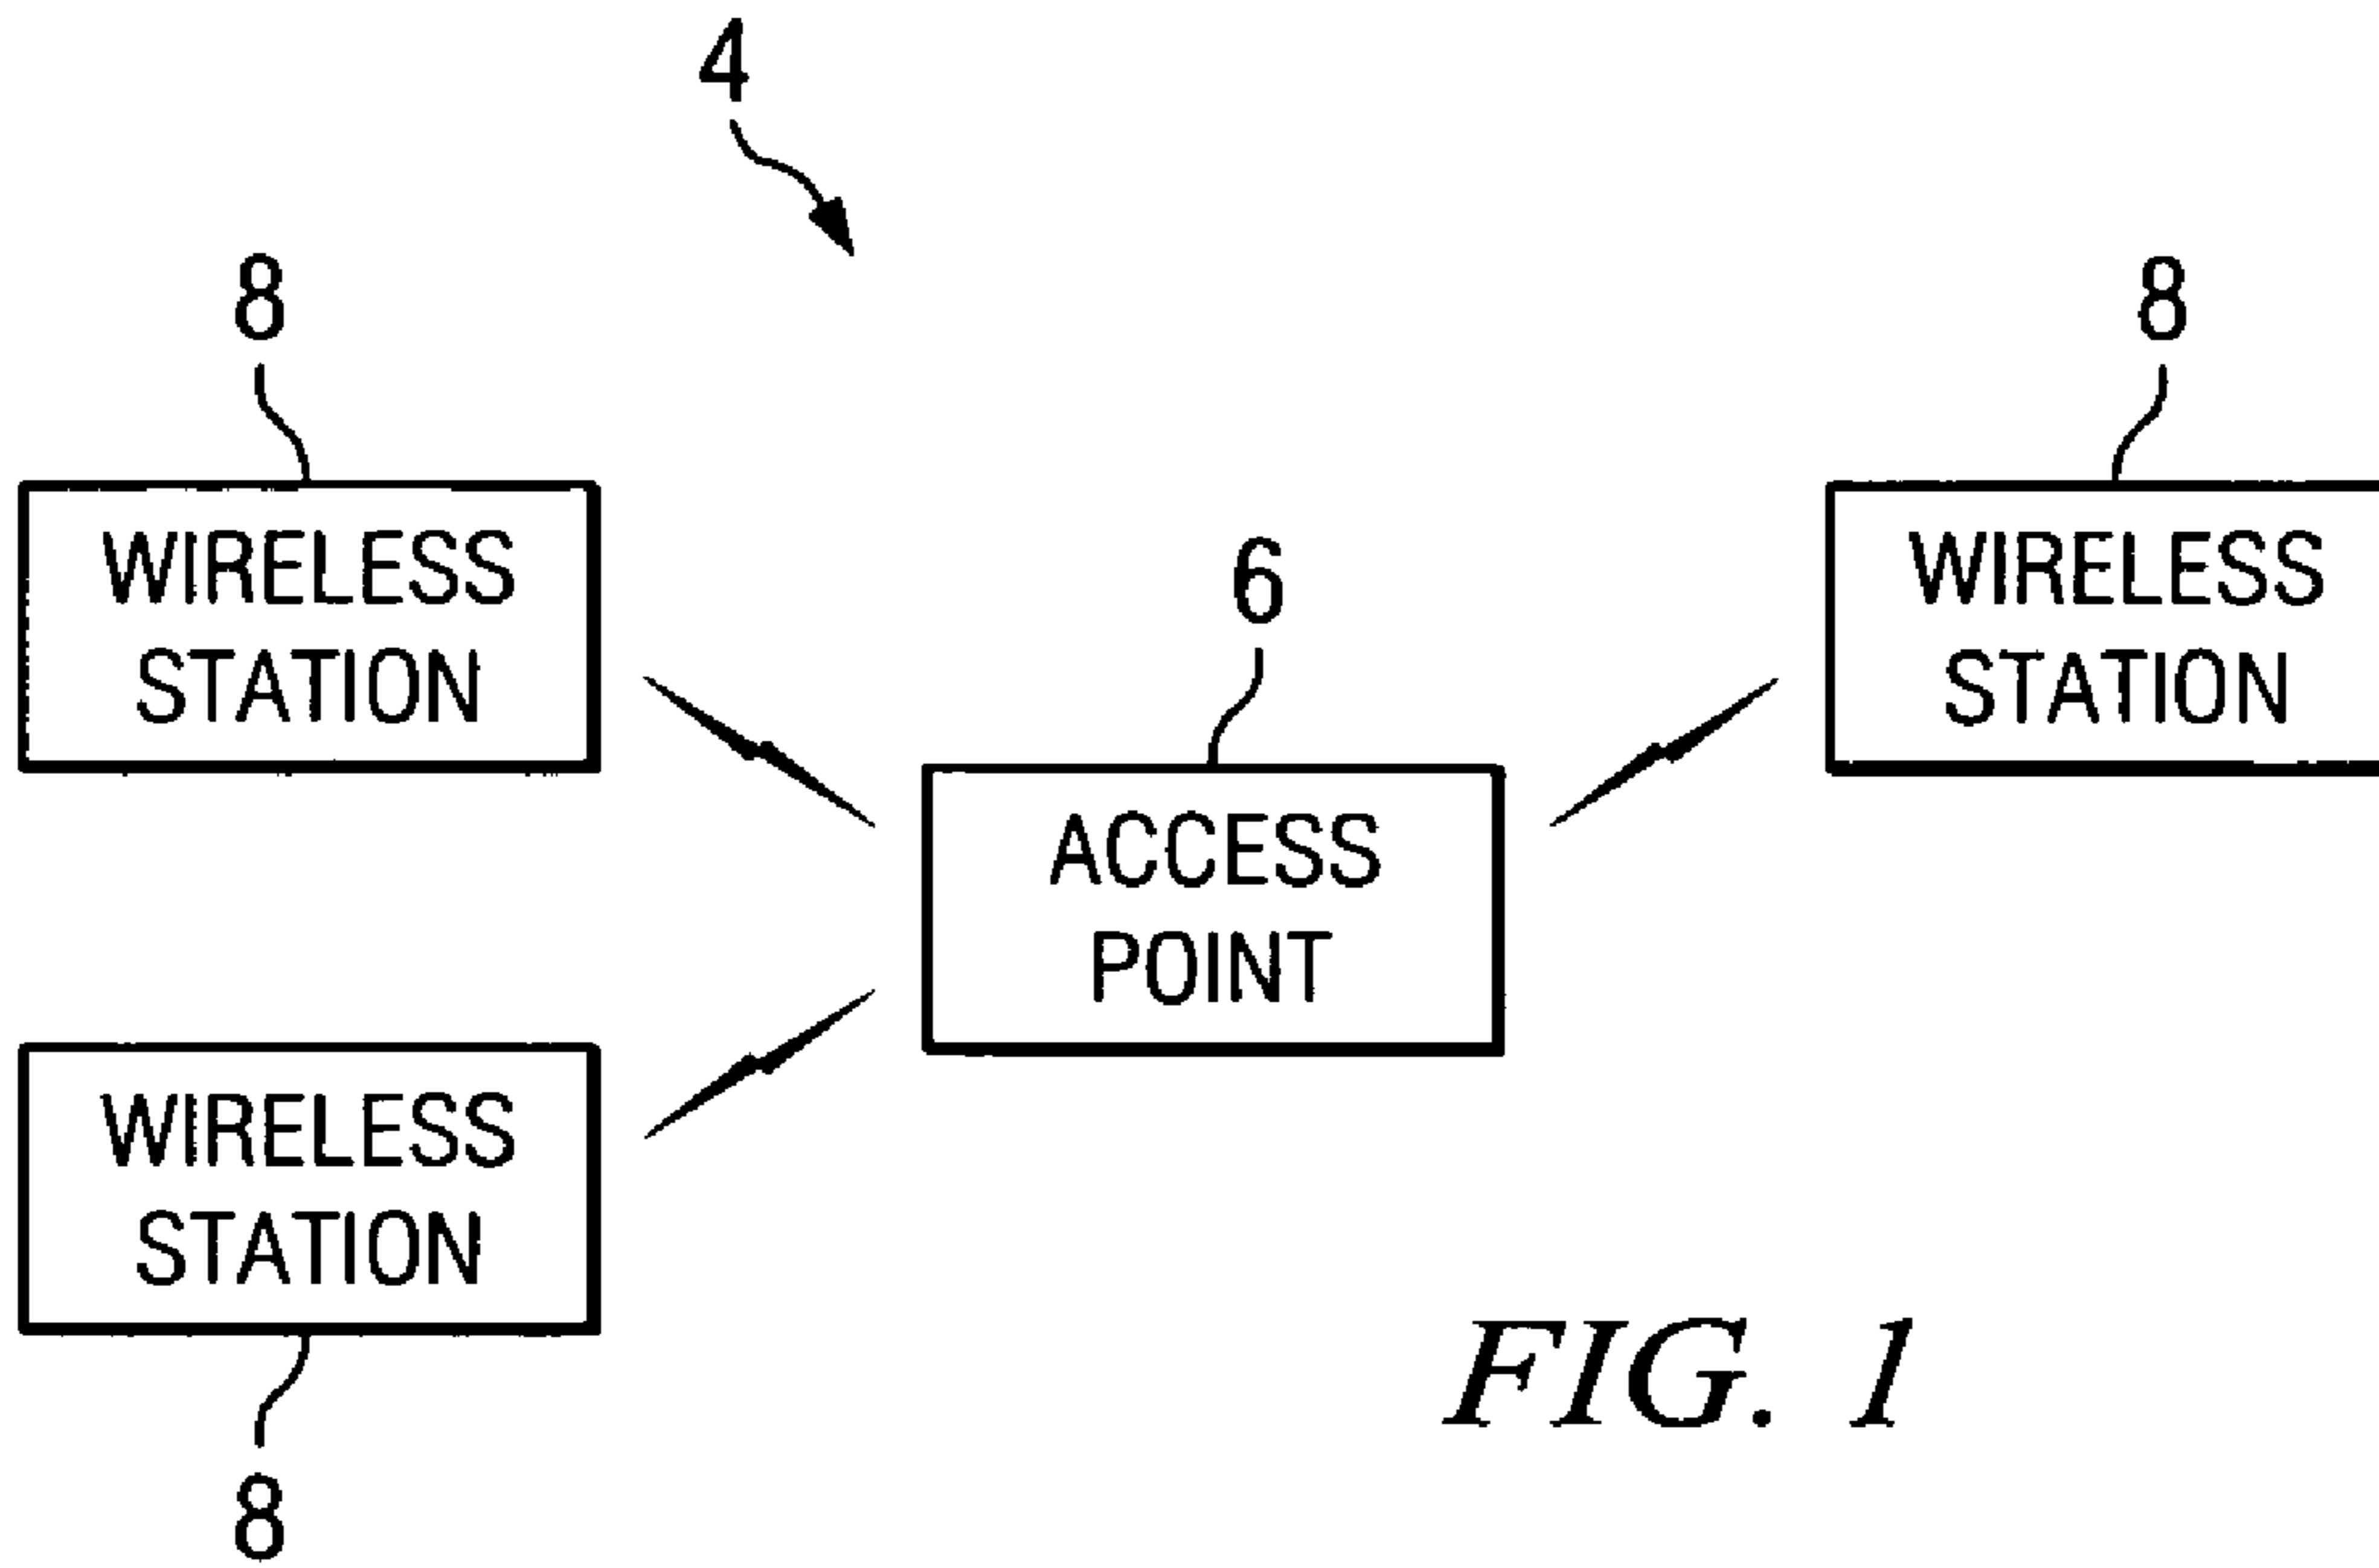 4
8
8
WIRELESS
STATION
WIRELESS
STATION
6
ACCESS
POINT
WIRELESS
STATION
8
FIG. 1